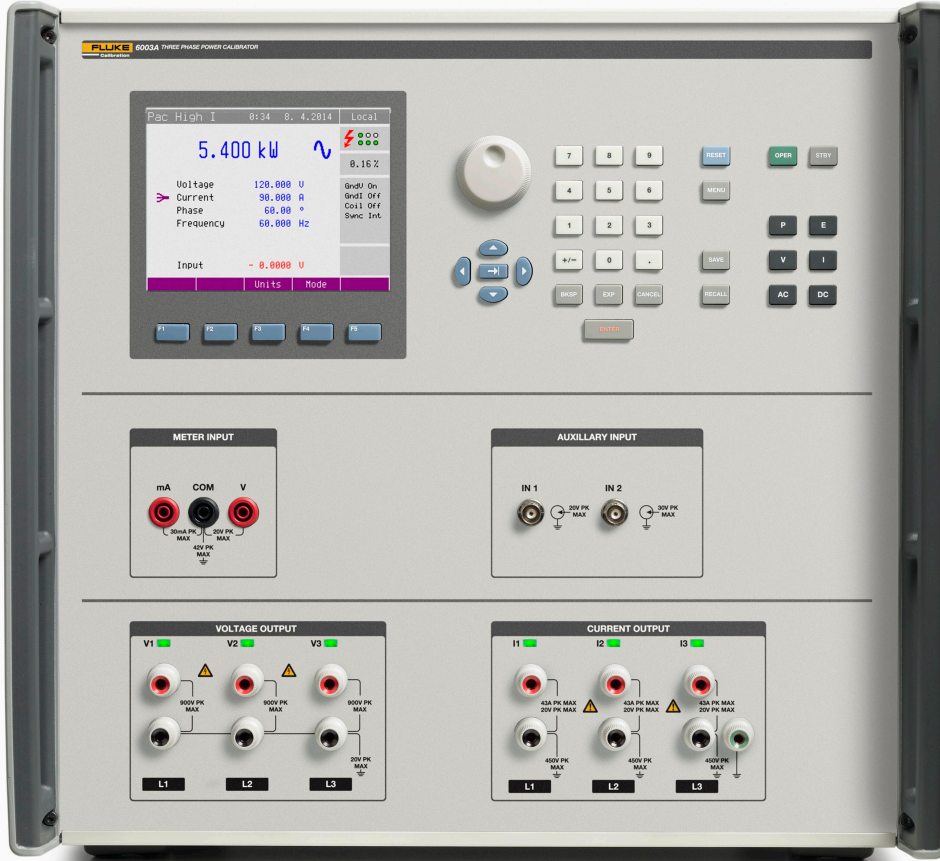 FLUKE 6003A THREE PHASE POWER CALIBRATOR
Calibration
Pac High I 0:34 8. 4.2014 Local
5.400 kW
0.16 %
Voltage 120.000 V
Current 90.000 A
Phase 60.00 °
Frequency 60.000 Hz
GndU On
GndI Off
Coil Off
Sync Int
Input - 0.0000 V
Units Mode
F1 F2 F3 F4 F5
7 8 9 RESET OPER STBY
4 5 6 MENU
1 2 3 P E
+/− 0 . SAVE V I
BKSP EXP CANCEL RECALL AC DC
ENTER
METER INPUT
mA COM V
30mA PK MAX
20V PK MAX
42V PK
MAX
AUXILLARY INPUT
IN 1 IN 2
20V PK
MAX
30V PK
MAX
VOLTAGE OUTPUT
V1 V2 V3
900V PK
MAX
900V PK
MAX
900V PK
MAX
20V PK
MAX
L1 L2 L3
CURRENT OUTPUT
I1 I2 I3
43A PK MAX
20V PK MAX
43A PK MAX
20V PK MAX
43A PK MAX
20V PK MAX
450V PK
MAX
450V PK
MAX
450V PK
MAX
L1 L2 L3